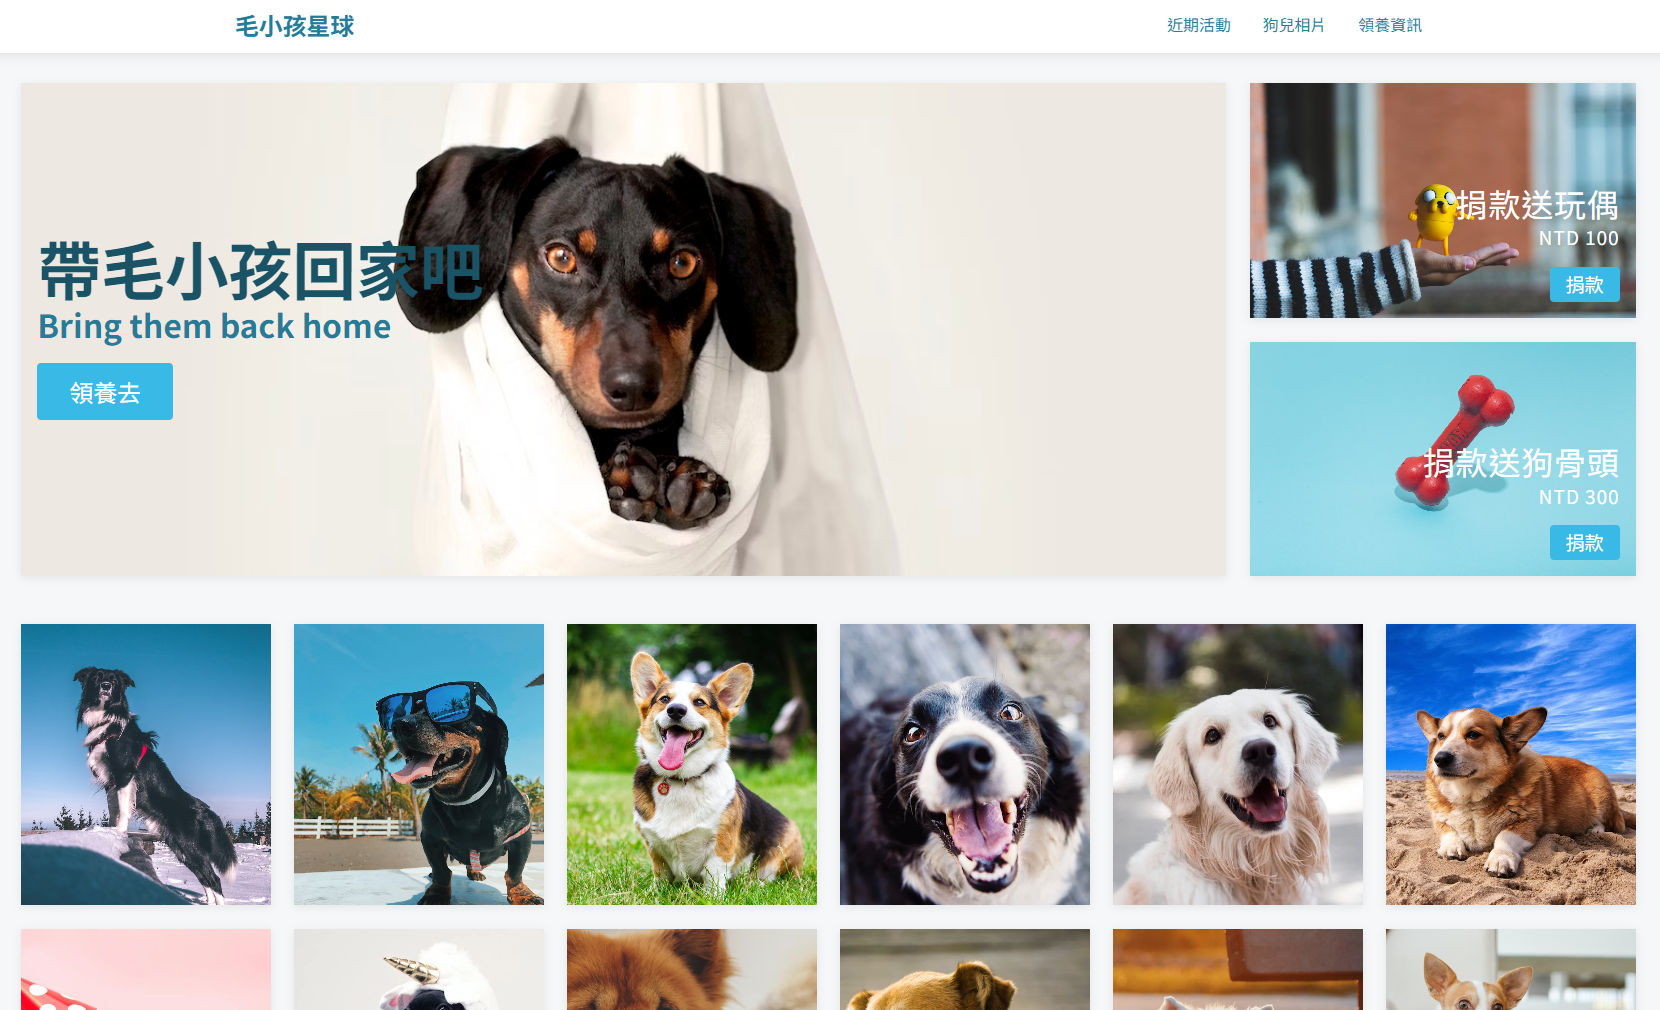 毛小孩星球
近期活動
狗兒相片
領養資訊
帶毛小孩回家吧
Bring them back home
領養去
捐款送玩偶
NTD 100
捐款
捐款送狗骨頭
NTD 300
捐款